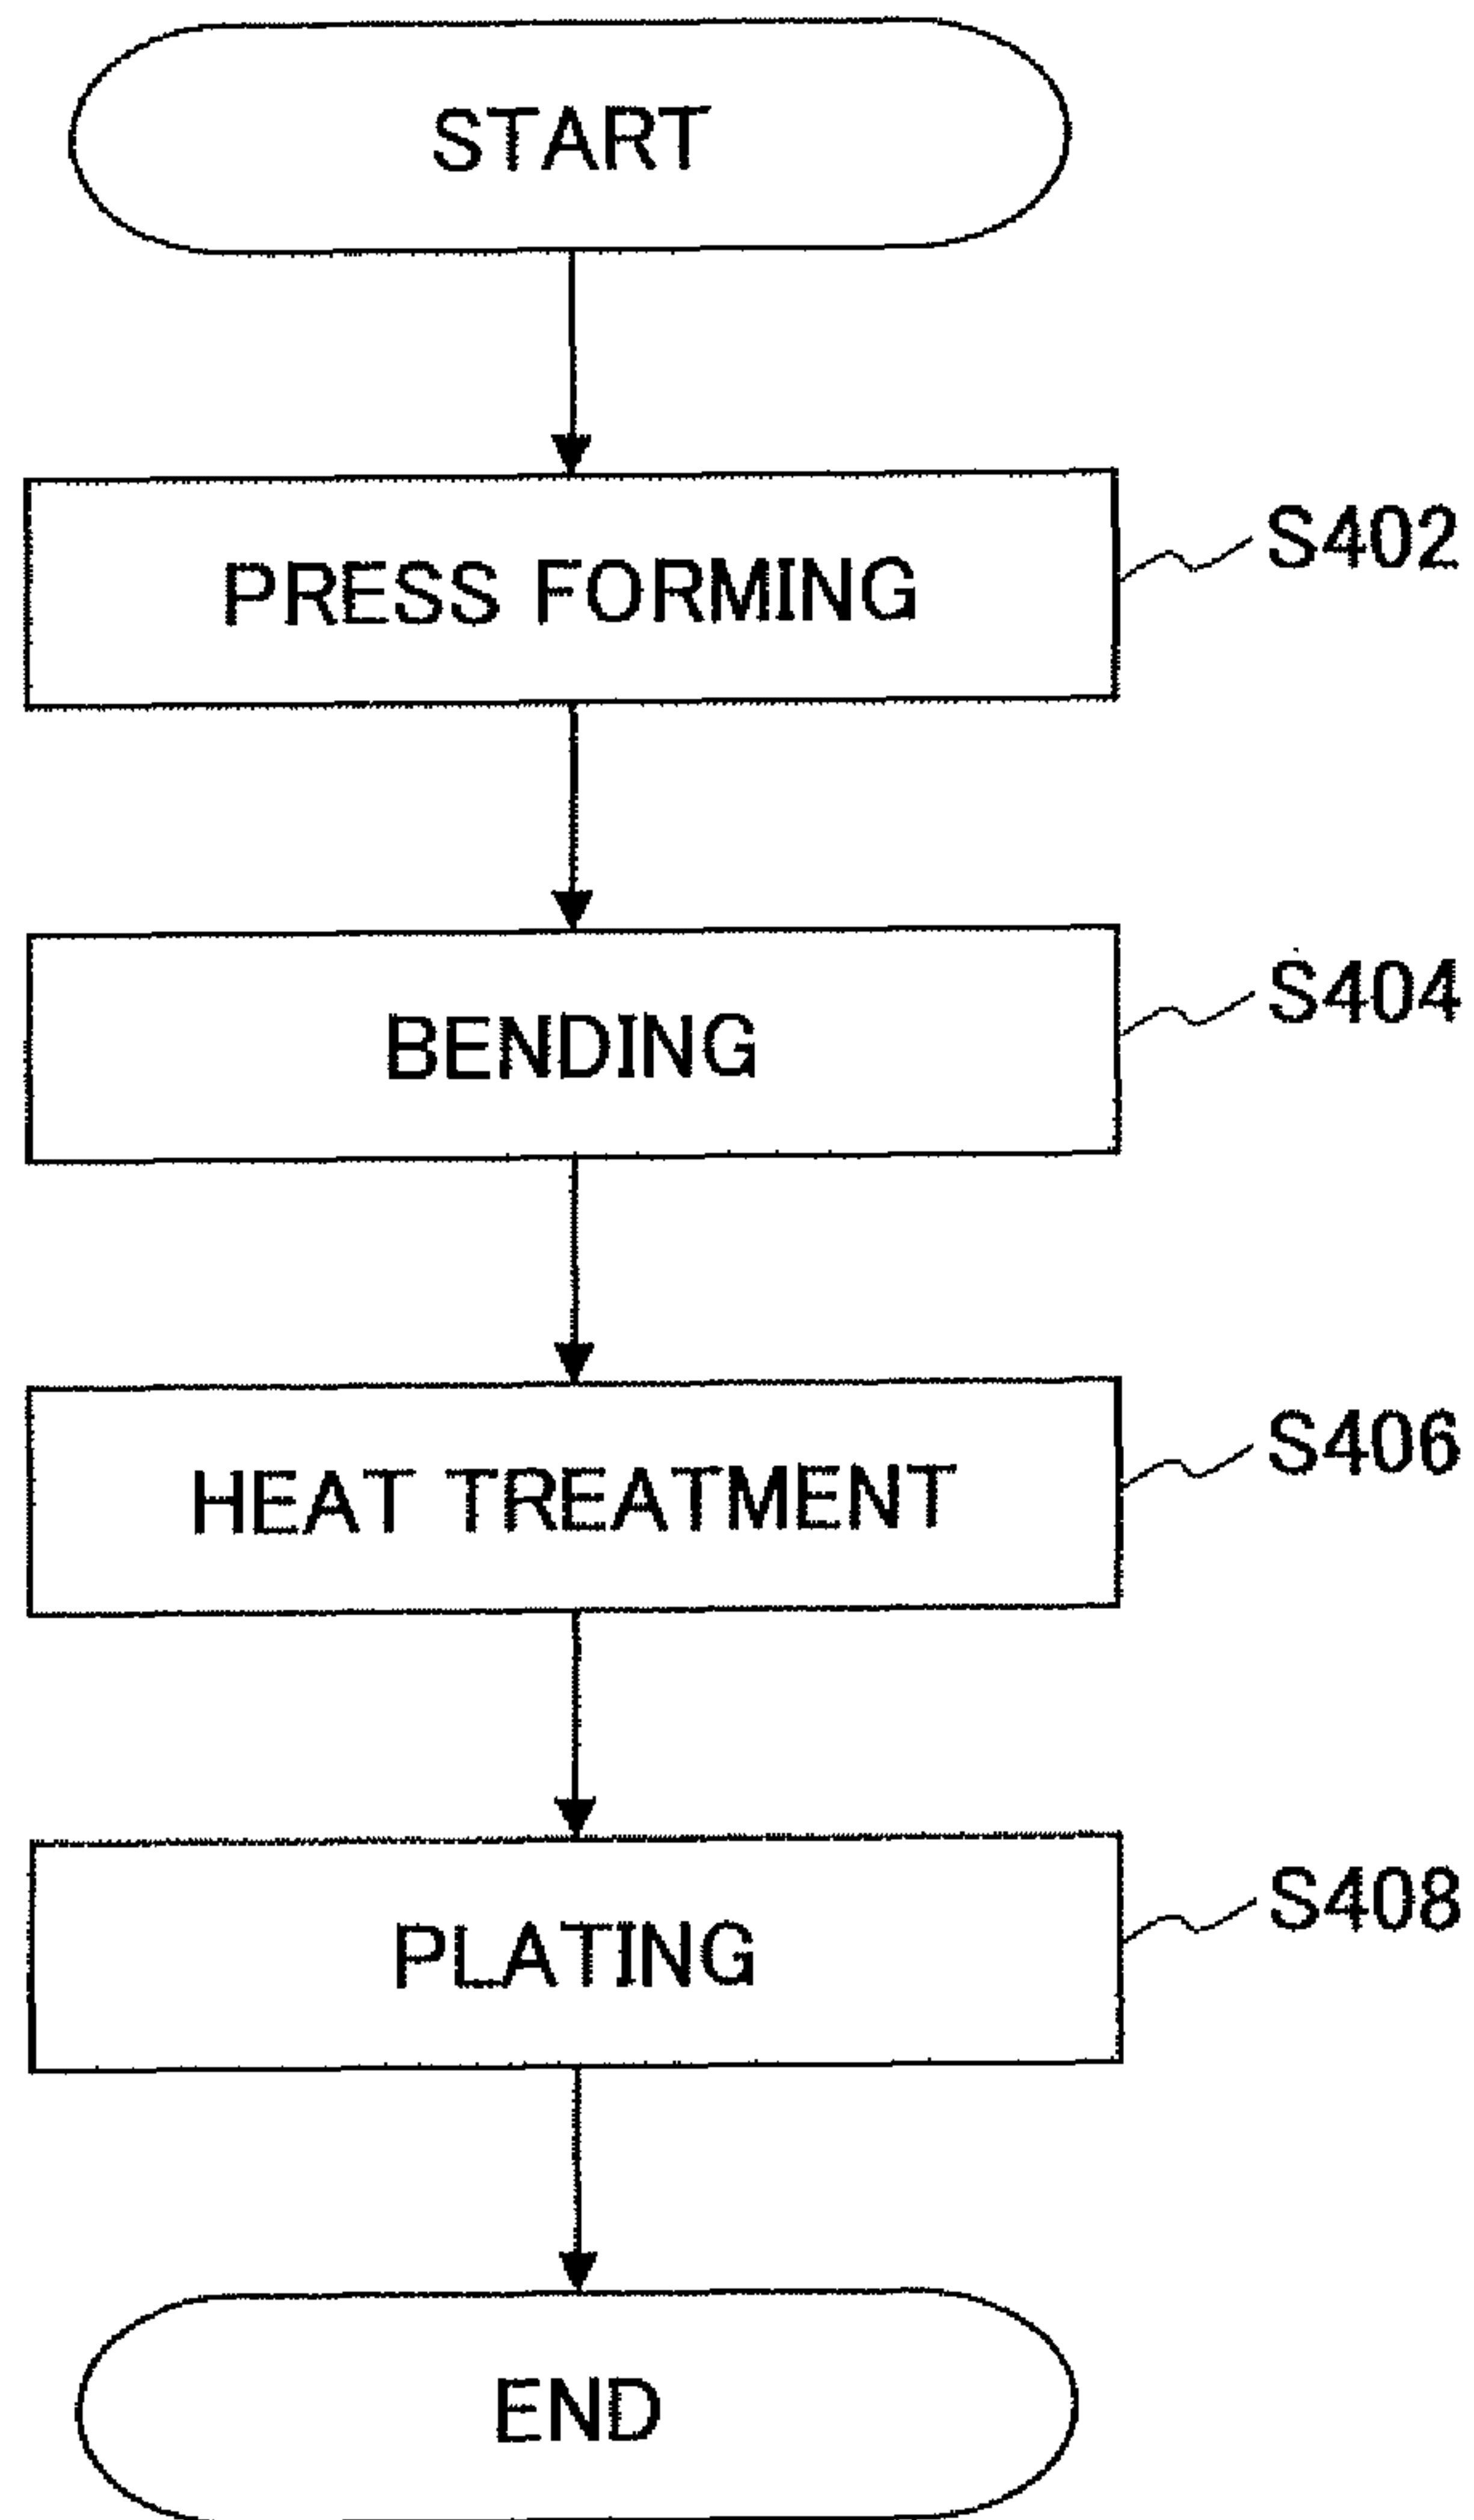 START
PRESS FORMING
S402
BENDING
S404
HEAT TREATMENT
S406
PLATING
S408
END